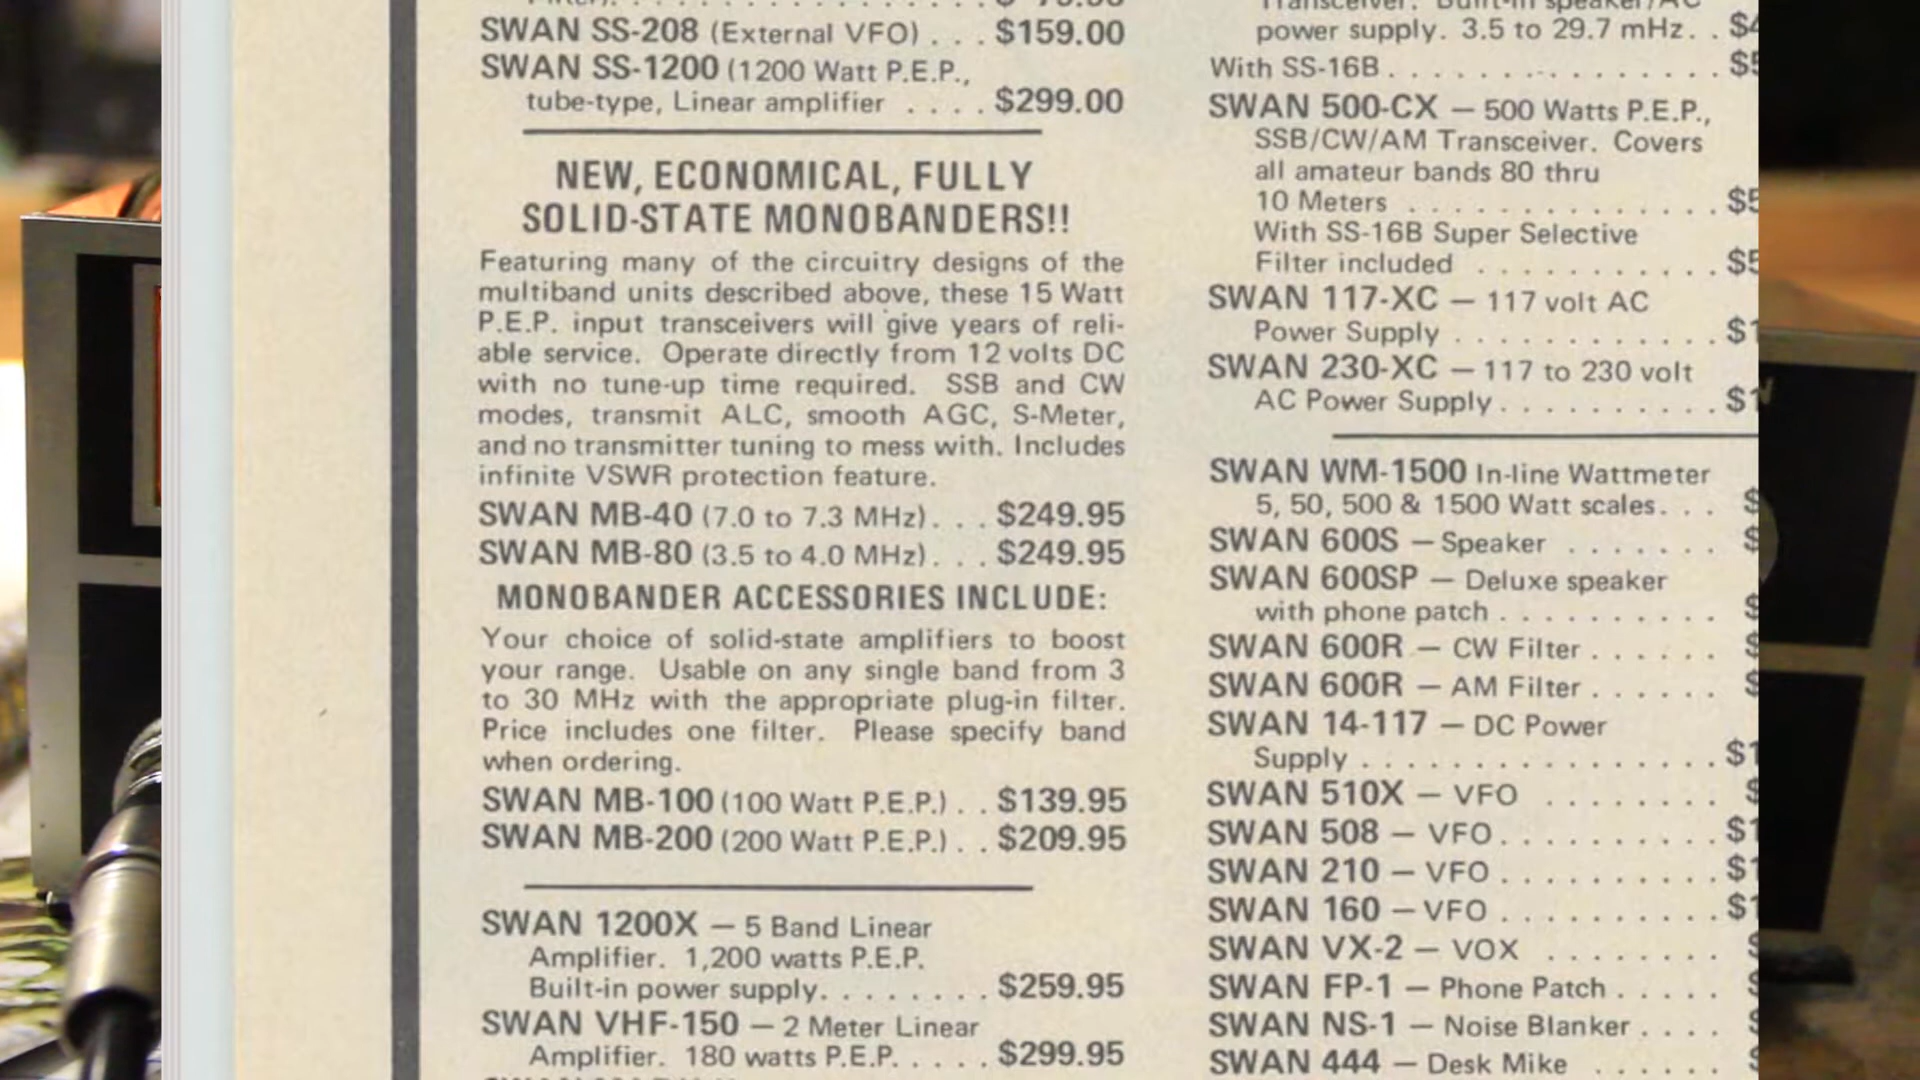 SWAN SS-208 (External VFO) . . . $159.00
SWAN SS-1200 (1200 Watt P.E.P.,
tube-type, Linear amplifier . . . . $299.00
NEW, ECONOMICAL, FULLY
SOLID-STATE MONOBANDERS!!
Featuring many of the circuitry designs of the
multiband units described above, these 15 Watt
P.E.P. input transceivers will give years of reli-
able service. Operate directly from 12 volts DC
with no tune-up time required. SSB and CW
modes, transmit ALC, smooth AGC, S-Meter,
and no transmitter tuning to mess with. Includes
infinite VSWR protection feature.
SWAN MB-40 (7.0 to 7.3 MHz). . . $249.95
SWAN MB-80 (3.5 to 4.0 MHz). . . $249.95
MONOBANDER ACCESSORIES INCLUDE:
Your choice of solid-state amplifiers to boost
your range. Usable on any single band from 3
to 30 MHz with the appropriate plug-in filter.
Price includes one filter. Please specify band
when ordering.
SWAN MB-100 (100 Watt P.E.P.) . . $139.95
SWAN MB-200 (200 Watt P.E.P.) . . $209.95
SWAN 1200X — 5 Band Linear
Amplifier. 1,200 watts P.E.P.
Built-in power supply. . . . . . . . $259.95
SWAN VHF-150 — 2 Meter Linear
Amplifier. 180 watts P.E.P. . . . . $299.95
Transceiver. Built-in speaker/AC
power supply. 3.5 to 29.7 mHz. . $4
With SS-16B . . . . . . . . . . . . . . . . $5
SWAN 500-CX — 500 Watts P.E.P.,
SSB/CW/AM Transceiver. Covers
all amateur bands 80 thru
10 Meters . . . . . . . . . . . . . . $5
With SS-16B Super Selective
Filter included . . . . . . . . . . . $5
SWAN 117-XC — 117 volt AC
Power Supply . . . . . . . . . . . . $1
SWAN 230-XC — 117 to 230 volt
AC Power Supply . . . . . . . . . . $1
SWAN WM-1500 In-line Wattmeter
5, 50, 500 & 1500 Watt scales. . . $
SWAN 600S — Speaker . . . . . . . $
SWAN 600SP — Deluxe speaker
with phone patch . . . . . . . . . . $
SWAN 600R — CW Filter . . . . . . $
SWAN 600R — AM Filter . . . . . . $
SWAN 14-117 — DC Power
Supply . . . . . . . . . . . . . . . . $1
SWAN 510X — VFO . . . . . . . . $
SWAN 508 — VFO . . . . . . . . . . $1
SWAN 210 — VFO . . . . . . . . . . $1
SWAN 160 — VFO . . . . . . . . . . $1
SWAN VX-2 — VOX . . . . . . . . $
SWAN FP-1 — Phone Patch . . . . . $
SWAN NS-1 — Noise Blanker . . . . $
SWAN 444 — Desk Mike . . . . . . $